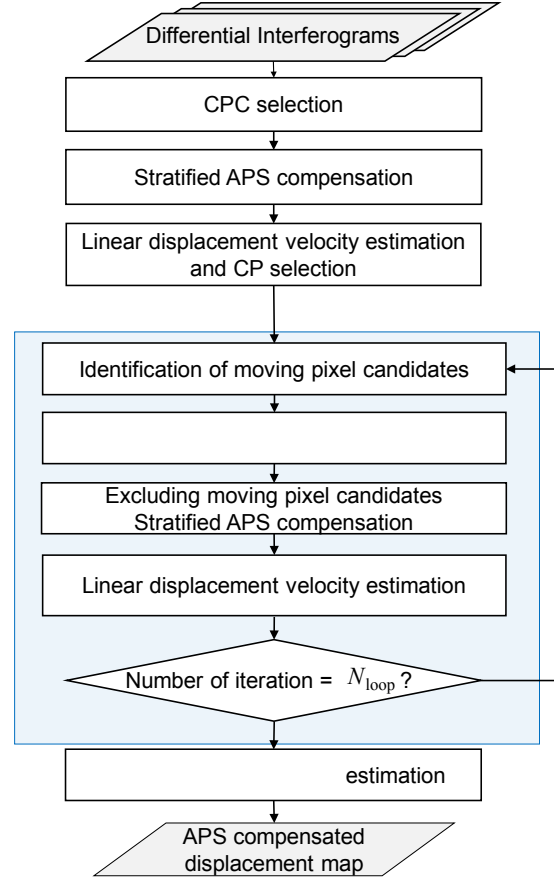 Differential Interferograms
CPC selection
Stratified APS compensation
Linear displacement velocity estimation
and CP selection
Identification of moving pixel candidates
Excluding moving pixel candidates
Stratified APS compensation
Linear displacement velocity estimation
Number of iteration = N_loop ?
estimation
APS compensated
displacement map